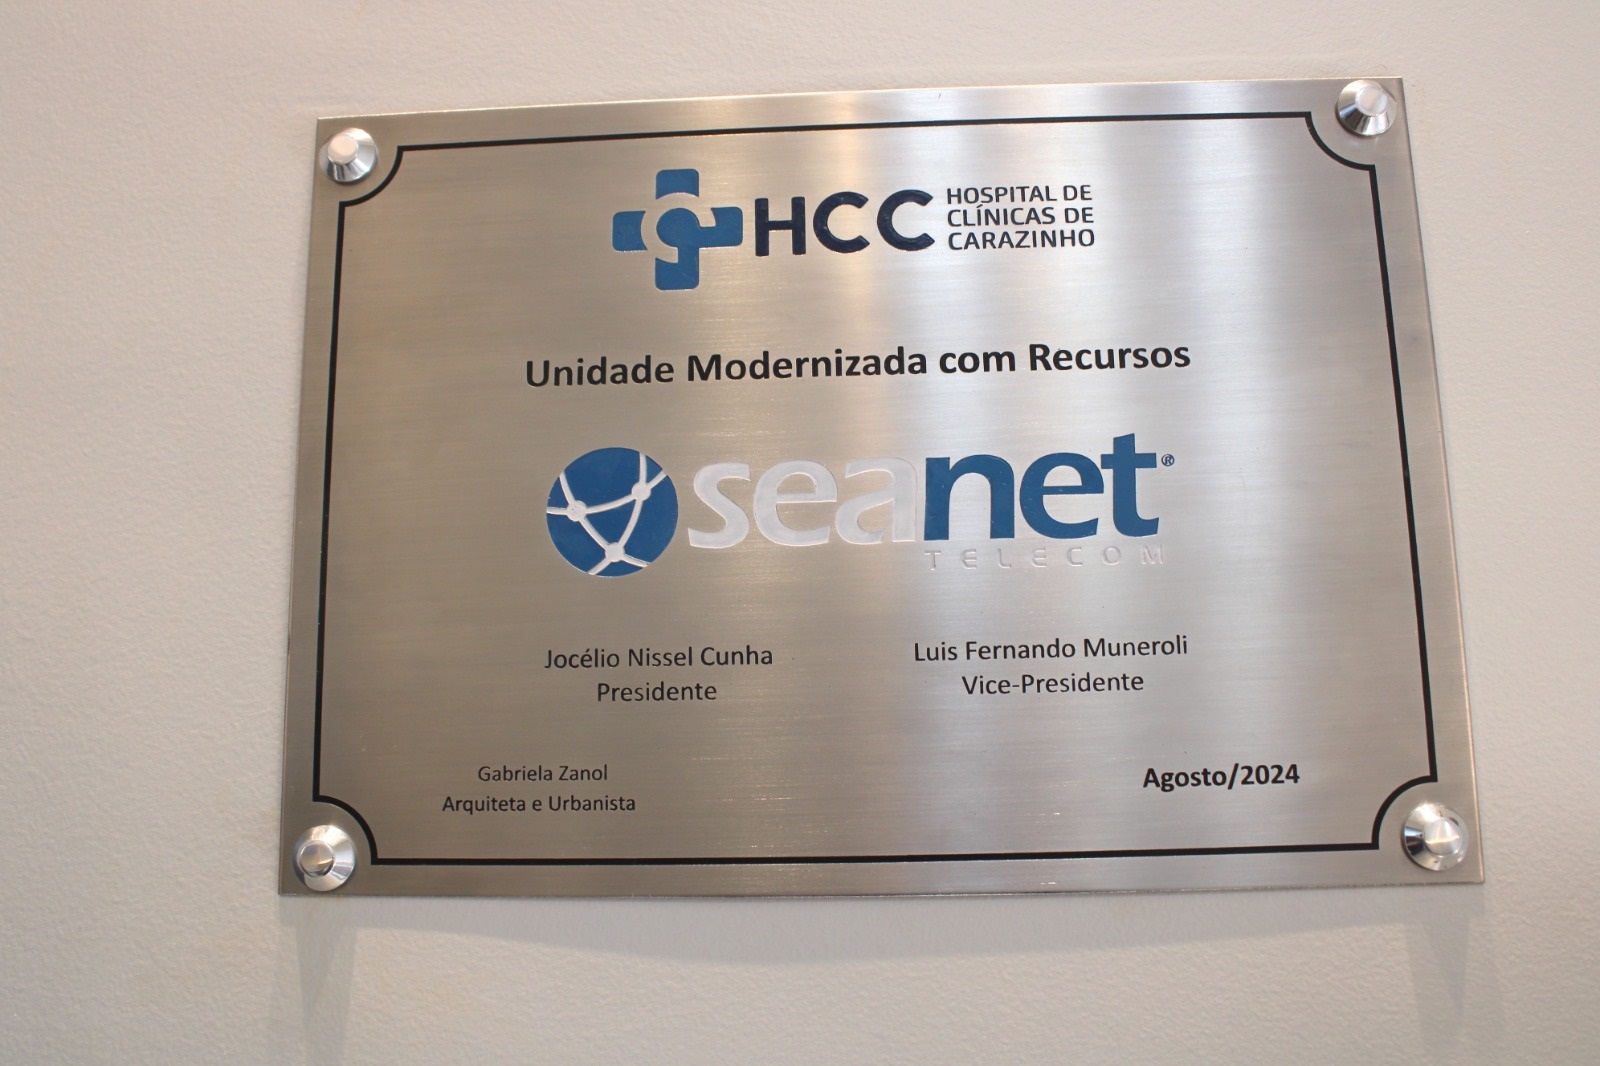 HCC
HOSPITAL DE
CLÍNICAS DE
CARAZINHO
Unidade Modernizada com Recursos
seanet®
TELECOM
Jocélio Nissel Cunha
Presidente
Luis Fernando Muneroli
Vice-Presidente
Gabriela Zanol
Arquiteta e Urbanista
Agosto/2024